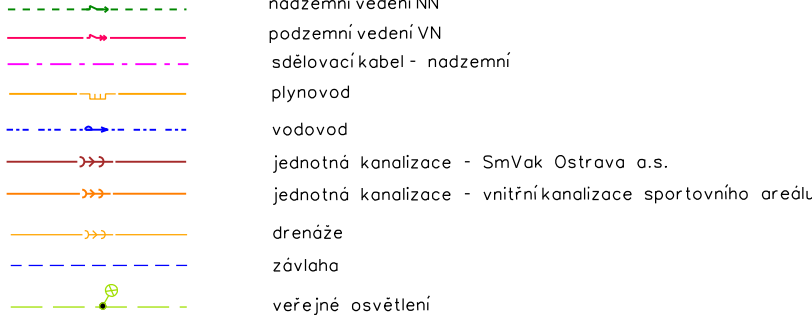 nadzemní vedení NN
podzemní vedení VN
sdělovací kabel - nadzemní
plynovod
vodovod
jednotná kanalizace - SmVak Ostrava a.s.
jednotná kanalizace - vnitřní kanalizace sportovního areálu
drenáže
závlaha
veřejné osvětlení